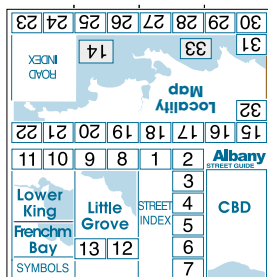 23 24 25 26 27 28 29 30
ROAD INDEX
14
33
31
Locality Map
32
22 21 20 19 18 17 16 15
11 10 9 8 1 2
Albany
STREET GUIDE
3
Lower King
Little Grove
STREET INDEX
4
CBD
5
Frenchm Bay
13 12
6
SYMBOLS
7